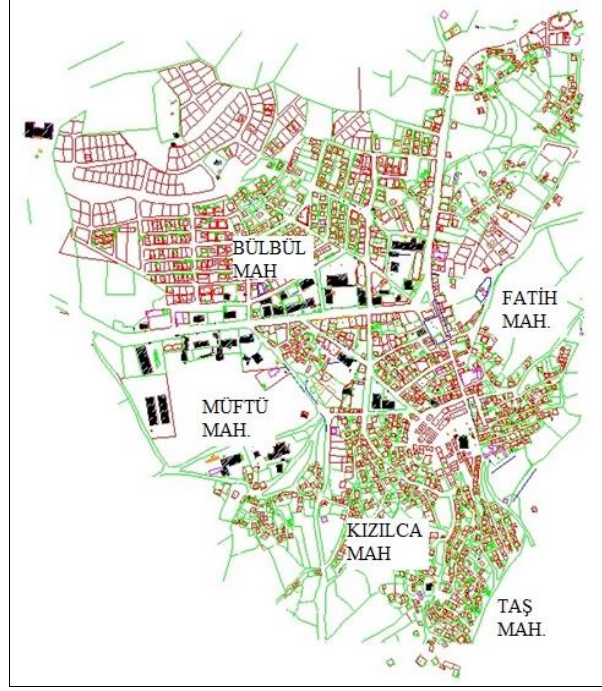 BÜLBÜL
MAH
FATİH
MAH.
MÜFTÜ
MAH.
KIZILCA
MAH
TAŞ
MAH.